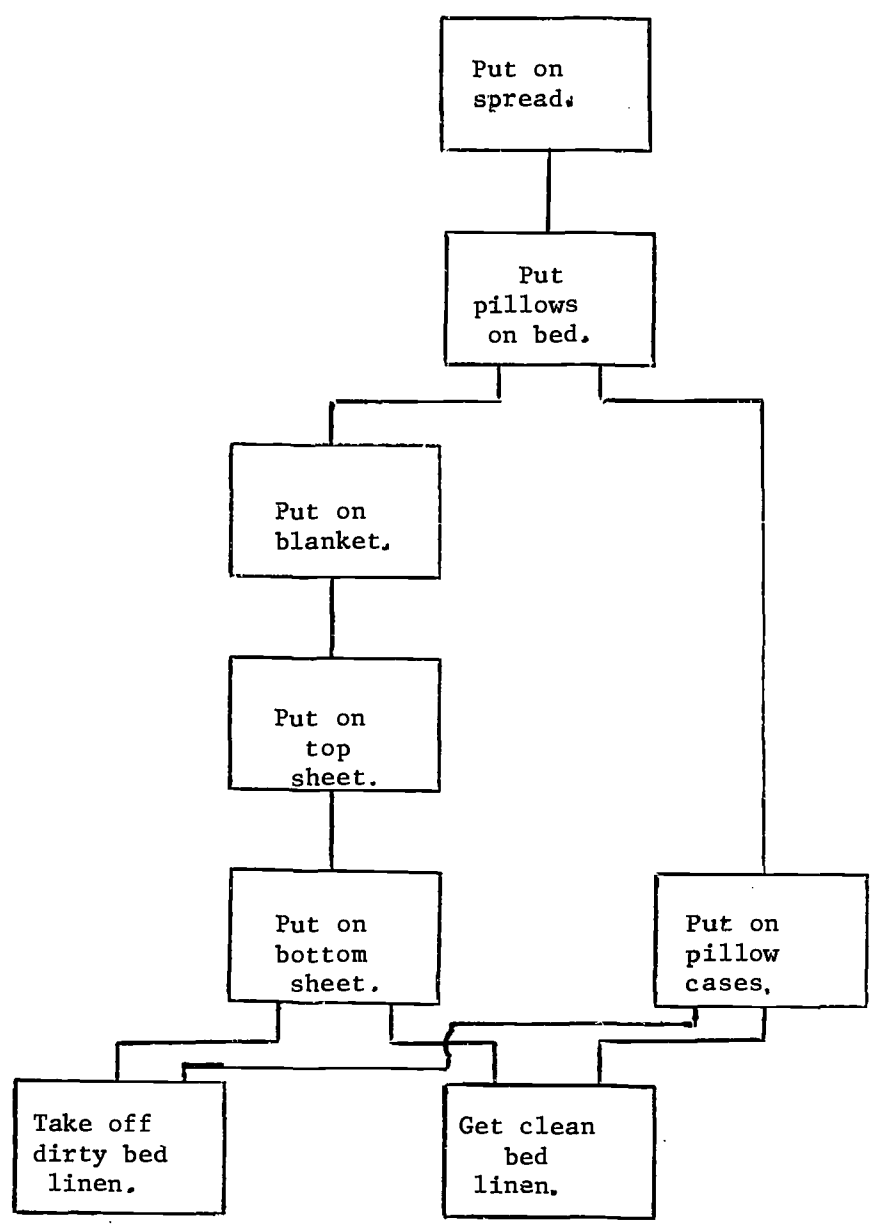 Put on
spread.
Put
pillows
on bed.
Put on
blanket.
Put on
top
sheet.
Put on
bottom
sheet.
Put on
pillow
cases.
Take off
dirty bed
linen.
Get clean
bed
linen.